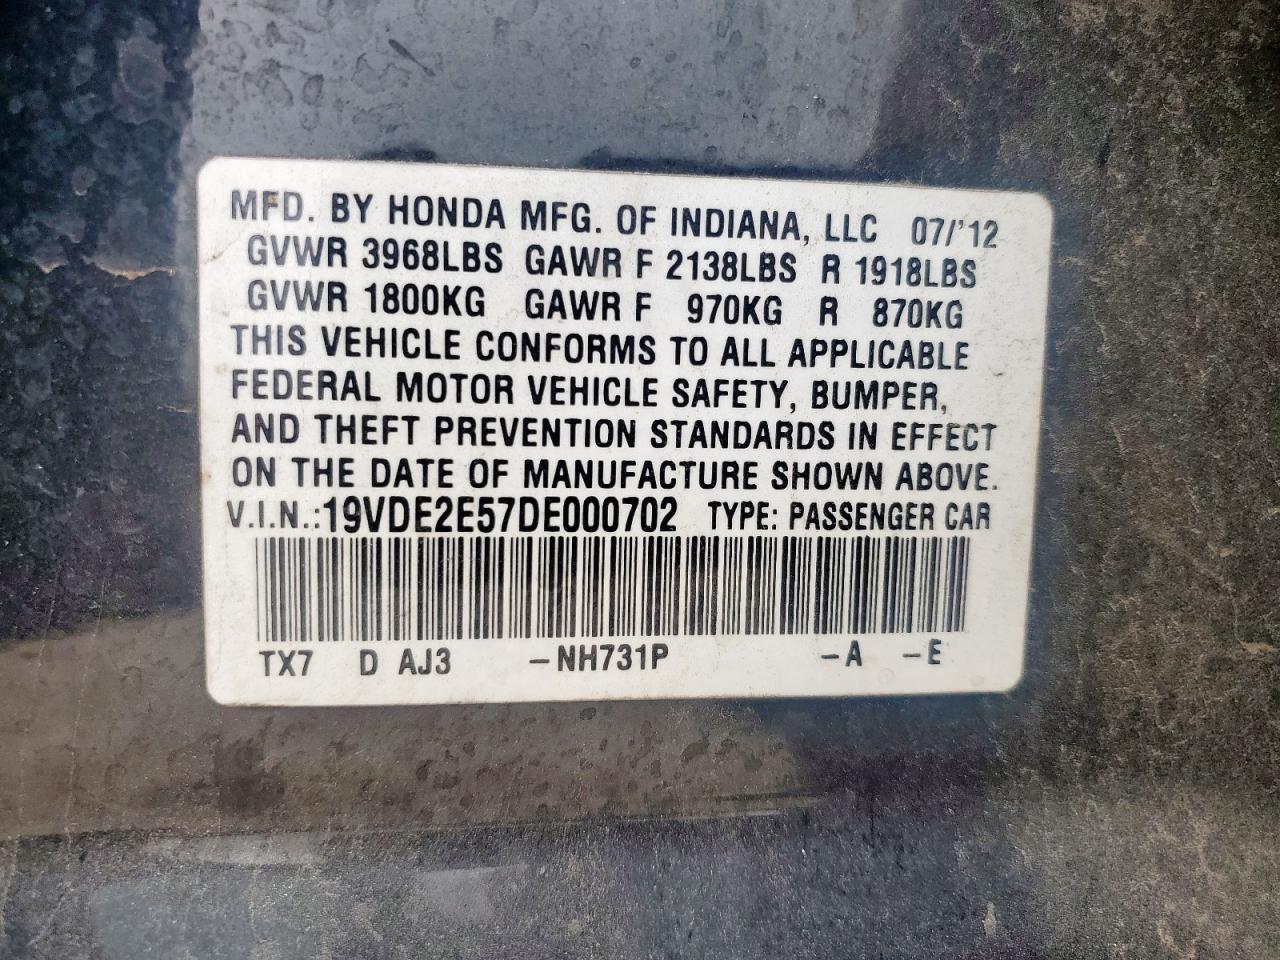 MFD. BY HONDA MFG. OF INDIANA, LLC 07/'12
GVWR 3968LBS GAWR F 2138LBS R 1918LBS
GVWR 1800KG GAWR F 970KG R 870KG
THIS VEHICLE CONFORMS TO ALL APPLICABLE
FEDERAL MOTOR VEHICLE SAFETY, BUMPER,
AND THEFT PREVENTION STANDARDS IN EFFECT
ON THE DATE OF MANUFACTURE SHOWN ABOVE.
V.I.N.:19VDE2E57DE000702 TYPE: PASSENGER CAR
TX7 D AJ3 –NH731P –A –E